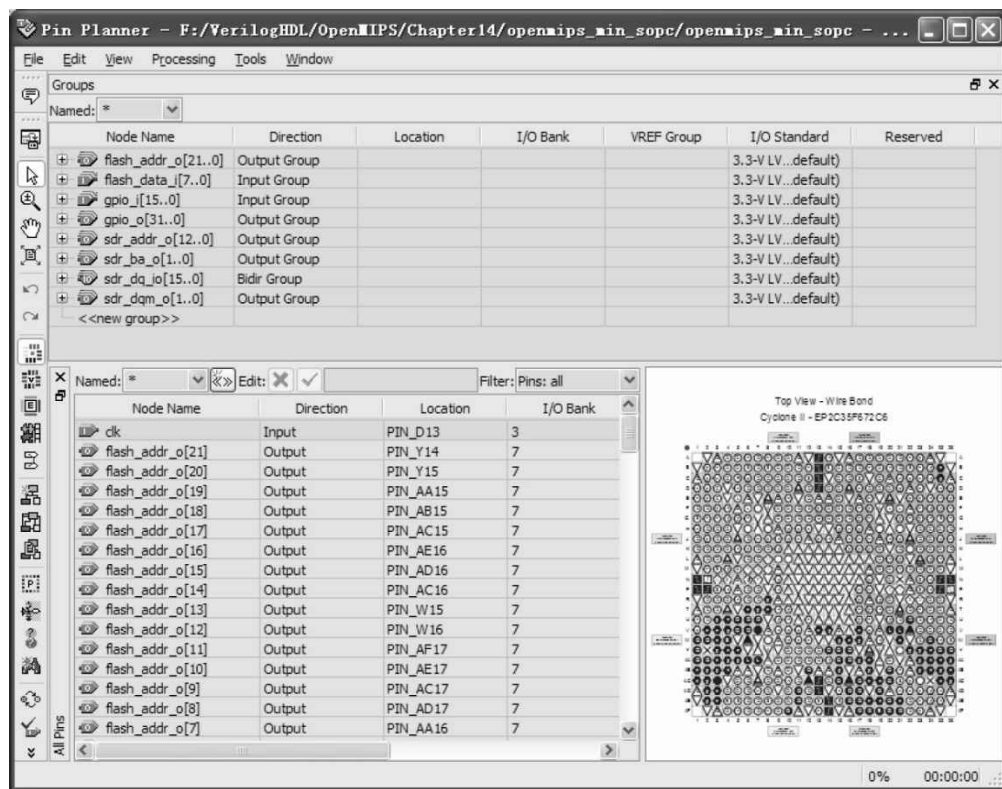 Pin Planner - F:/VerilogHDL/OpenMIPS/Chapter14/openmips_min_sopc/openmips_min_sopc - ...
File Edit View Processing Tools Window
Groups
Named: *
Node Name Direction Location I/O Bank VREF Group I/O Standard Reserved
flash_addr_o[21..0] Output Group 3.3-V LV...default)
flash_data_i[7..0] Input Group 3.3-V LV...default)
gpio_i[15..0] Input Group 3.3-V LV...default)
gpio_o[31..0] Output Group 3.3-V LV...default)
sdr_addr_o[12..0] Output Group 3.3-V LV...default)
sdr_ba_o[1..0] Output Group 3.3-V LV...default)
sdr_dq_io[15..0] Bidir Group 3.3-V LV...default)
sdr_dqm_o[1..0] Output Group 3.3-V LV...default)
<<new group>>
Named: * Edit: Filter: Pins: all
Node Name Direction Location I/O Bank
clk Input PIN_D13 3
flash_addr_o[21] Output PIN_Y14 7
flash_addr_o[20] Output PIN_Y15 7
flash_addr_o[19] Output PIN_AA15 7
flash_addr_o[18] Output PIN_AB15 7
flash_addr_o[17] Output PIN_AC15 7
flash_addr_o[16] Output PIN_AE16 7
flash_addr_o[15] Output PIN_AD16 7
flash_addr_o[14] Output PIN_AC16 7
flash_addr_o[13] Output PIN_W15 7
flash_addr_o[12] Output PIN_W16 7
flash_addr_o[11] Output PIN_AF17 7
flash_addr_o[10] Output PIN_AE17 7
flash_addr_o[9] Output PIN_AC17 7
flash_addr_o[8] Output PIN_AD17 7
flash_addr_o[7] Output PIN_AA16 7
All Pins
Top View - Wire Bond
Cyclone II - EP2C35F672C6
0% 00:00:00